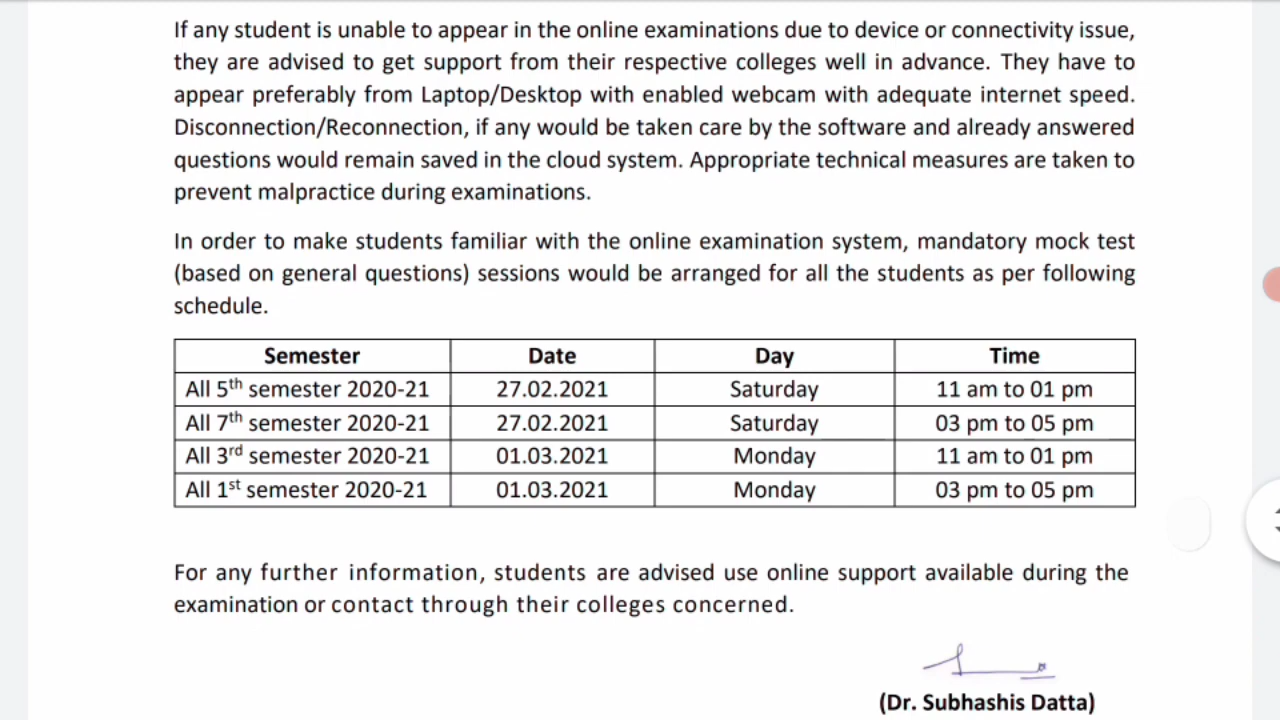 If any student is unable to appear in the online examinations due to device or connectivity issue,
they are advised to get support from their respective colleges well in advance. They have to
appear preferably from Laptop/Desktop with enabled webcam with adequate internet speed.
Disconnection/Reconnection, if any would be taken care by the software and already answered
questions would remain saved in the cloud system. Appropriate technical measures are taken to
prevent malpractice during examinations.
In order to make students familiar with the online examination system, mandatory mock test
(based on general questions) sessions would be arranged for all the students as per following
schedule.
Semester Date Day Time
All 5th semester 2020-21 27.02.2021 Saturday 11 am to 01 pm
All 7th semester 2020-21 27.02.2021 Saturday 03 pm to 05 pm
All 3rd semester 2020-21 01.03.2021 Monday 11 am to 01 pm
All 1st semester 2020-21 01.03.2021 Monday 03 pm to 05 pm
For any further information, students are advised use online support available during the
examination or contact through their colleges concerned.
(Dr. Subhashis Datta)